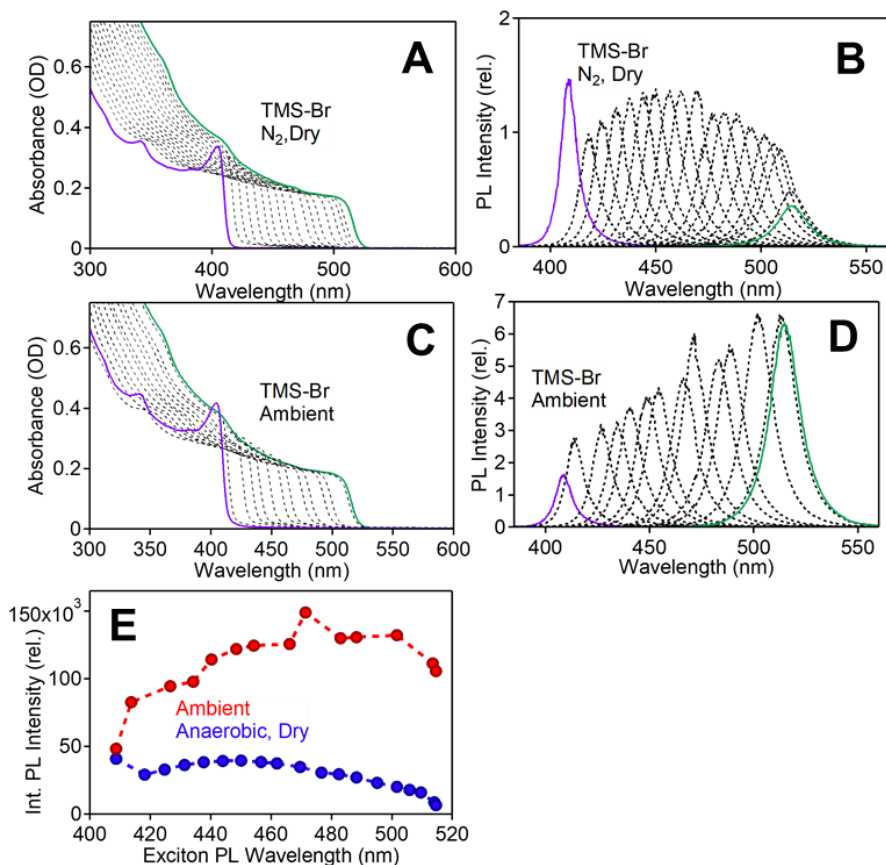 A
TMS-Br
N₂,Dry
Absorbance (OD)
0.6
0.4
0.2
0
300
400
500
600
Wavelength (nm)
B
TMS-Br
N₂, Dry
PL Intensity (rel.)
2
1
0
400
450
500
550
Wavelength (nm)
C
TMS-Br
Ambient
Absorbance (OD)
0.6
0.4
0.2
0
300
350
400
450
500
550
600
Wavelength (nm)
D
TMS-Br
Ambient
PL Intensity (rel.)
7
6
5
4
3
2
1
0
400
450
500
550
Wavelength (nm)
E
Ambient
Anaerobic, Dry
Int. PL Intensity (rel.)
150x10³
100
50
0
400
420
440
460
480
500
520
Exciton PL Wavelength (nm)